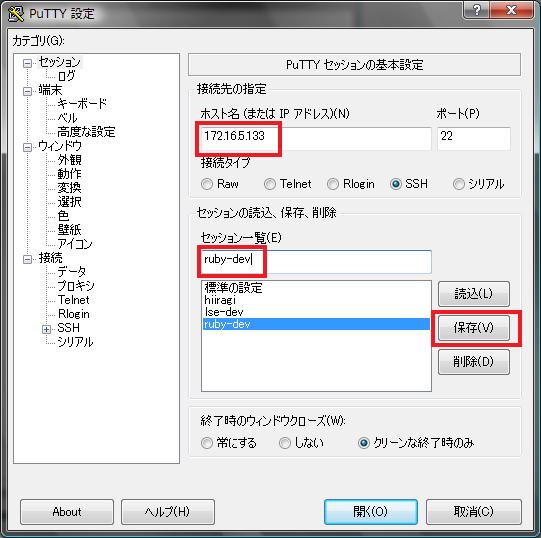 PuTTY 設定
カテゴリ(G):
セッション
ログ
端末
キーボード
ベル
高度な設定
ウィンドウ
外観
動作
変換
選択
色
壁紙
アイコン
接続
データ
プロキシ
Telnet
Rlogin
SSH
シリアル
PuTTY セッションの基本設定
接続先の指定
ホスト名 (または IP アドレス)(N) ポート(P)
172.16.5.133 22
接続タイプ
Raw Telnet Rlogin SSH シリアル
セッションの読込、保存、削除
セッション一覧(E)
ruby-dev
標準の設定
hiiragi
lse-dev
ruby-dev
読込(L)
保存(V)
削除(D)
終了時のウィンドウクローズ(W):
常にする しない クリーンな終了時のみ
About ヘルプ(H) 開く(O) 取消(C)